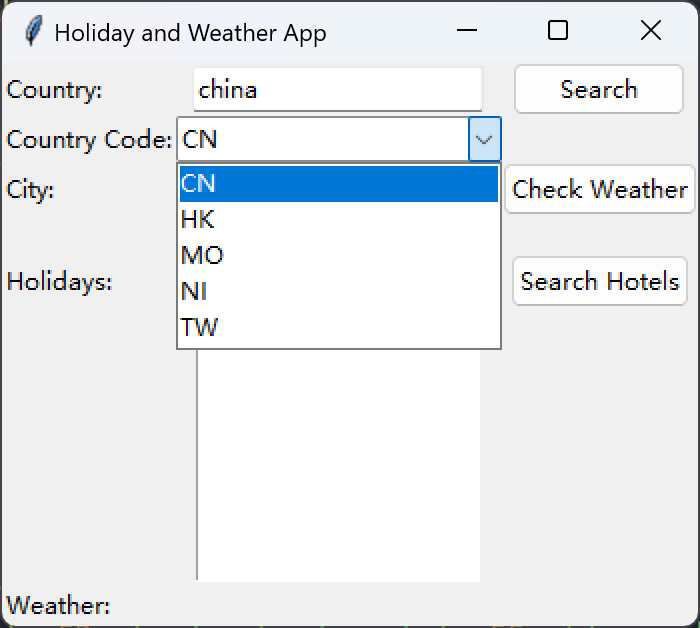 Holiday and Weather App
Country: china Search
Country Code: CN
CN
City: Check Weather
HK
MO
Holidays: Search Hotels
NI
TW
Weather: